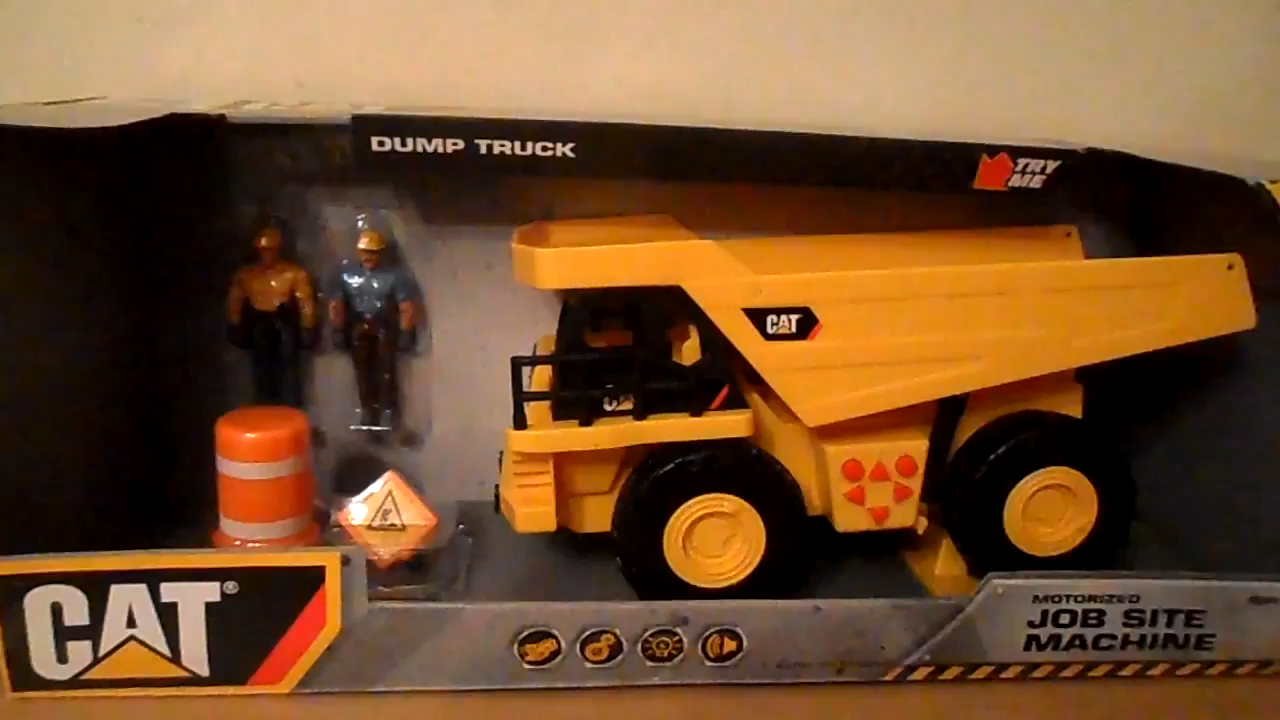 DUMP TRUCK
TRY
ME
CAT
CAT®
MOTORIZED
JOB SITE
MACHINE